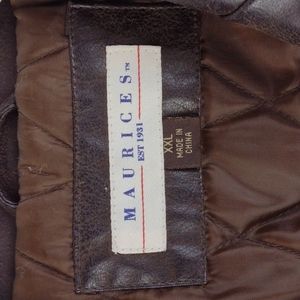 MAURICES™
EST 1931
XXL
MADE IN
CHINA